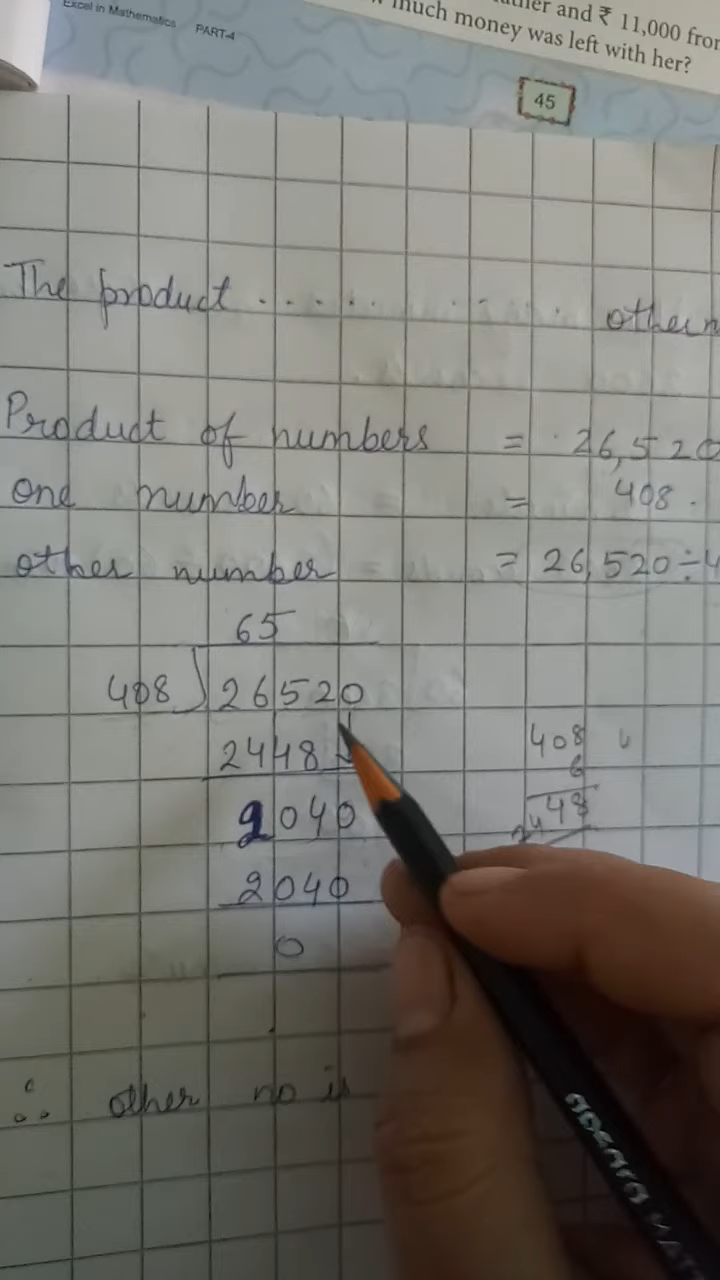 and ₹ 11,000 from
much money was left with her?
Excel in Mathematics PART-4
45
The product . . . . . . . . . other n
Product of numbers = 26,520
one number = 408.
other number = 26,520÷4
65
408 ) 26520
2448
2040
2040
0
408
6
2448
∴ other no is